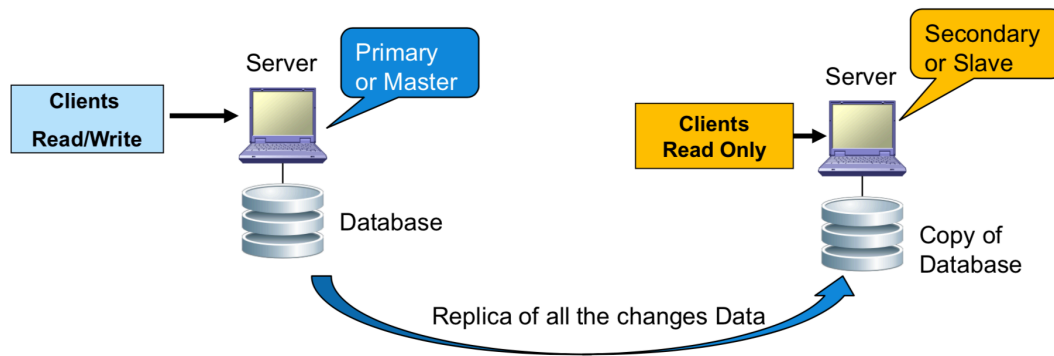 Clients
Read/Write
Server
Primary
or Master
Database
Clients
Read Only
Server
Secondary
or Slave
Copy of
Database
Replica of all the changes Data